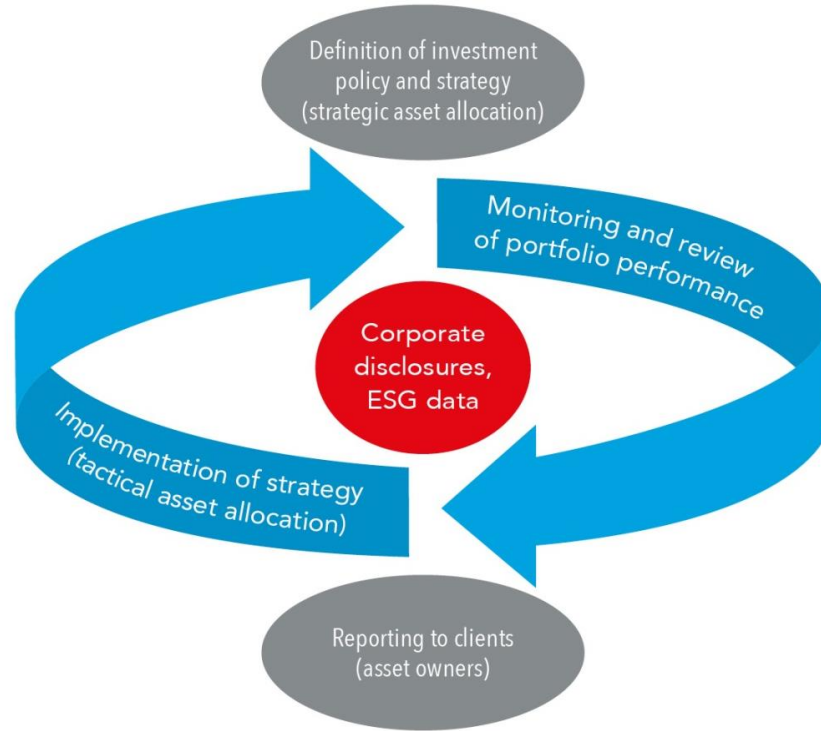 Definition of investment
policy and strategy
(strategic asset allocation)
Monitoring and review
of portfolio performance
Corporate
disclosures,
ESG data
Implementation of strategy
(tactical asset allocation)
Reporting to clients
(asset owners)